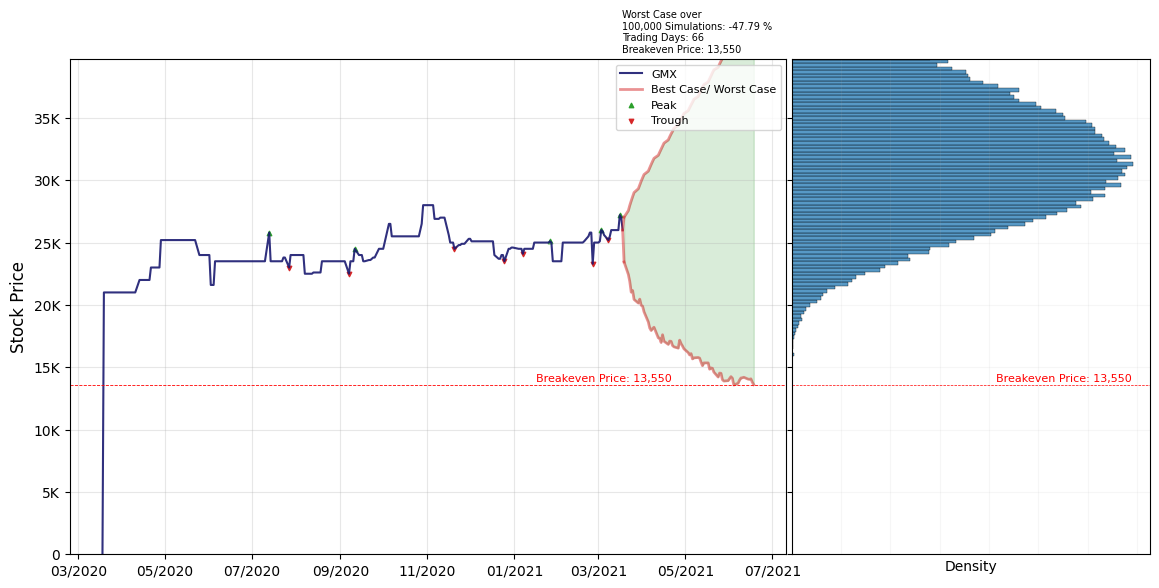 Worst Case over
100,000 Simulations: -47.79 %
Trading Days: 66
Breakeven Price: 13,550
GMX
Best Case/ Worst Case
Peak
Trough
Stock Price
35K
30K
25K
20K
15K
10K
5K
0
Breakeven Price: 13,550
Breakeven Price: 13,550
03/2020 05/2020 07/2020 09/2020 11/2020 01/2021 03/2021 05/2021 07/2021
Density